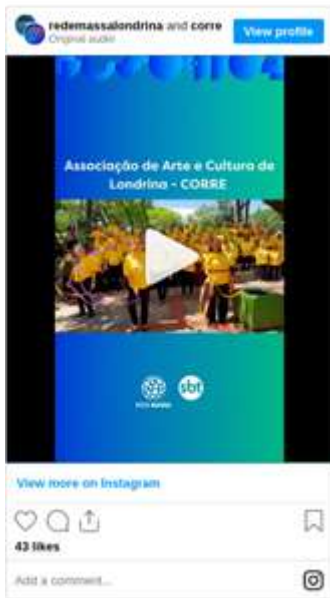 redemassalondrina and corre
Original audio
View profile
Associação de Arte e Cultura de
Londrina - CORRE
sbt
View more on Instagram
43 likes
Add a comment...